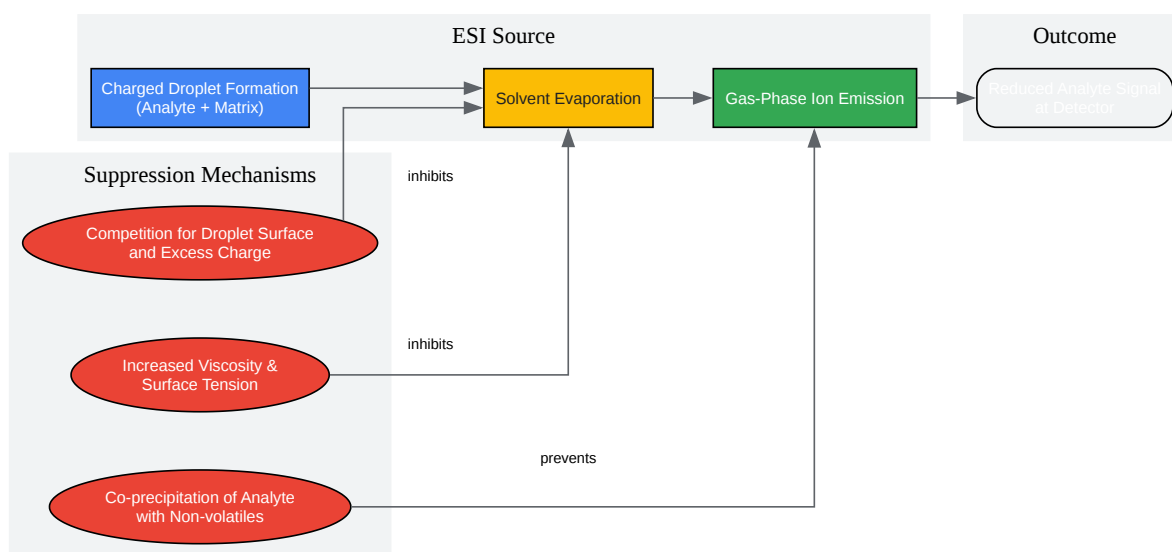 ESI Source
Outcome
Charged Droplet Formation
(Analyte + Matrix)
Solvent Evaporation
Gas-Phase Ion Emission
Reduced Analyte Signal
at Detector
Suppression Mechanisms
inhibits
Competition for Droplet Surface
and Excess Charge
inhibits
Increased Viscosity &
Surface Tension
prevents
Co-precipitation of Analyte
with Non-volatiles